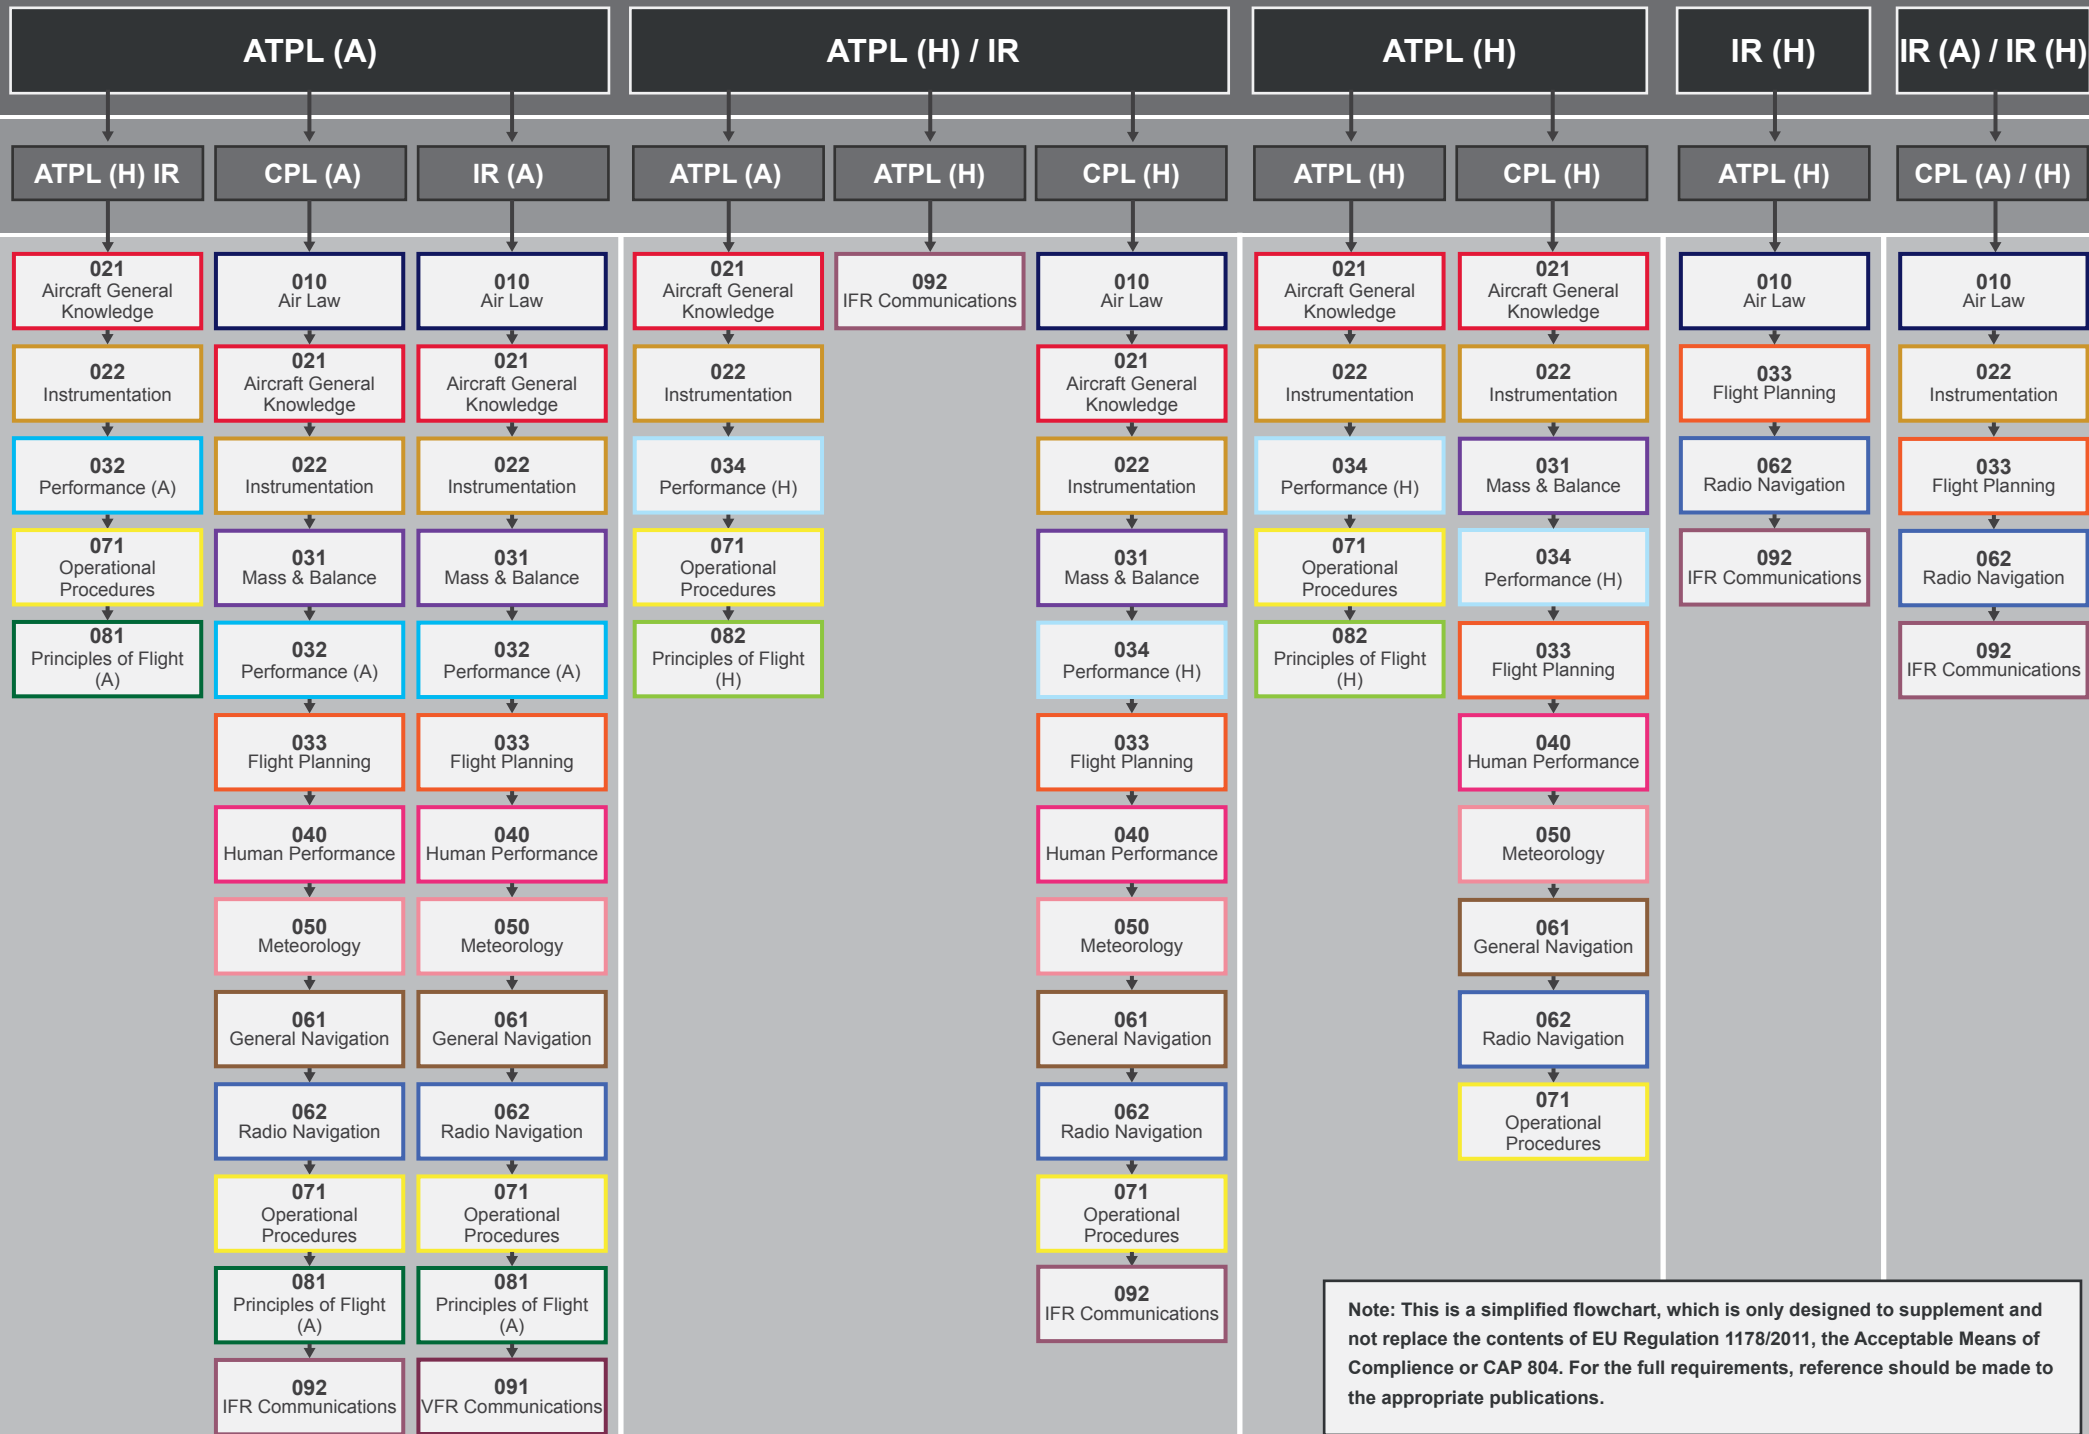 ATPL (A)
ATPL (H) / IR
ATPL (H)
IR (H)
IR (A) / IR (H)
ATPL (H) IR
CPL (A)
IR (A)
ATPL (A)
ATPL (H)
CPL (H)
ATPL (H)
CPL (H)
ATPL (H)
CPL (A) / (H)
021
Aircraft General
Knowledge
022
Instrumentation
032
Performance (A)
071
Operational
Procedures
081
Principles of Flight
(A)
010
Air Law
021
Aircraft General
Knowledge
022
Instrumentation
031
Mass & Balance
032
Performance (A)
033
Flight Planning
040
Human Performance
050
Meteorology
061
General Navigation
062
Radio Navigation
071
Operational
Procedures
081
Principles of Flight
(A)
092
IFR Communications
010
Air Law
021
Aircraft General
Knowledge
022
Instrumentation
031
Mass & Balance
032
Performance (A)
033
Flight Planning
040
Human Performance
050
Meteorology
061
General Navigation
062
Radio Navigation
071
Operational
Procedures
081
Principles of Flight
(A)
091
VFR Communications
021
Aircraft General
Knowledge
022
Instrumentation
034
Performance (H)
071
Operational
Procedures
082
Principles of Flight
(H)
092
IFR Communications
010
Air Law
021
Aircraft General
Knowledge
022
Instrumentation
031
Mass & Balance
034
Performance (H)
033
Flight Planning
040
Human Performance
050
Meteorology
061
General Navigation
062
Radio Navigation
071
Operational
Procedures
092
IFR Communications
021
Aircraft General
Knowledge
022
Instrumentation
034
Performance (H)
071
Operational
Procedures
082
Principles of Flight
(H)
021
Aircraft General
Knowledge
022
Instrumentation
031
Mass & Balance
034
Performance (H)
033
Flight Planning
040
Human Performance
050
Meteorology
061
General Navigation
062
Radio Navigation
071
Operational
Procedures
010
Air Law
033
Flight Planning
062
Radio Navigation
092
IFR Communications
010
Air Law
022
Instrumentation
033
Flight Planning
062
Radio Navigation
092
IFR Communications
Note: This is a simplified flowchart, which is only designed to supplement and
not replace the contents of EU Regulation 1178/2011, the Acceptable Means of
Complience or CAP 804. For the full requirements, reference should be made to
the appropriate publications.